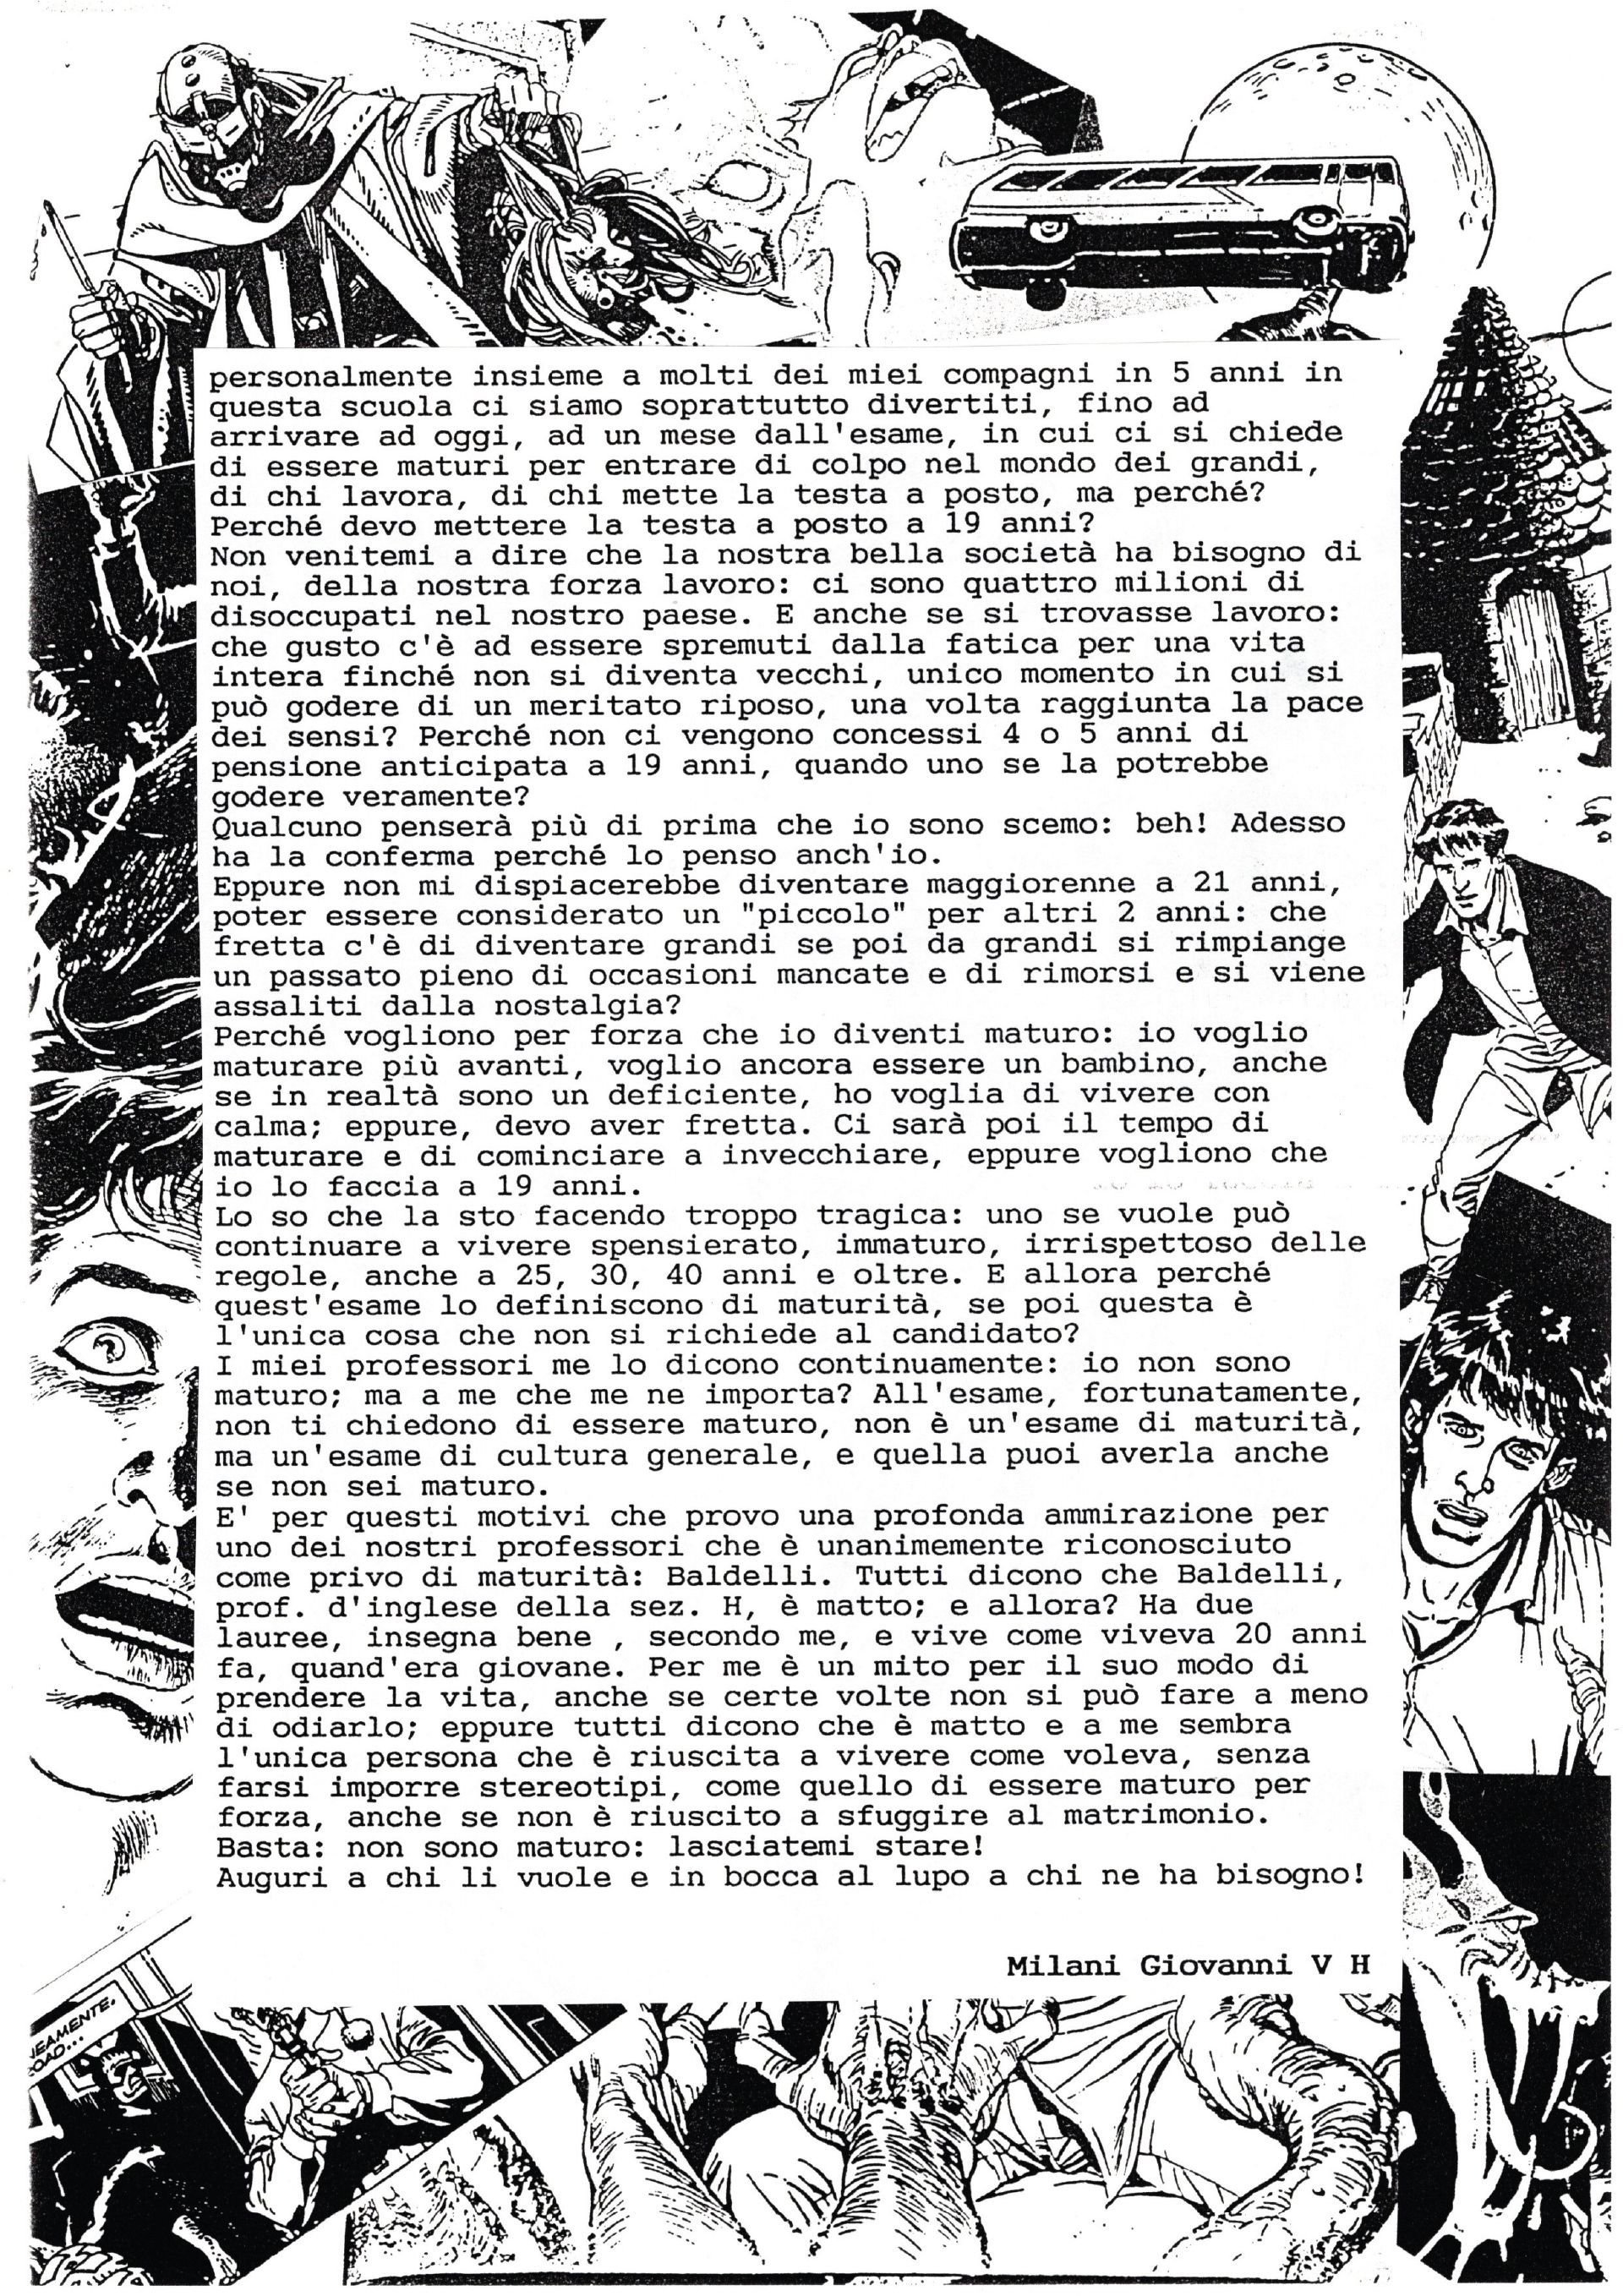 personalmente insieme a molti dei miei compagni in 5 anni in
questa scuola ci siamo soprattutto divertiti, fino ad
arrivare ad oggi, ad un mese dall'esame, in cui ci si chiede
di essere maturi per entrare di colpo nel mondo dei grandi,
di chi lavora, di chi mette la testa a posto, ma perché?
Perché devo mettere la testa a posto a 19 anni?
Non venitemi a dire che la nostra bella società ha bisogno di
noi, della nostra forza lavoro: ci sono quattro milioni di
disoccupati nel nostro paese. E anche se si trovasse lavoro:
che gusto c'è ad essere spremuti dalla fatica per una vita
intera finché non si diventa vecchi, unico momento in cui si
può godere di un meritato riposo, una volta raggiunta la pace
dei sensi? Perché non ci vengono concessi 4 o 5 anni di
pensione anticipata a 19 anni, quando uno se la potrebbe
godere veramente?
Qualcuno penserà più di prima che io sono scemo: beh! Adesso
ha la conferma perché lo penso anch'io.
Eppure non mi dispiacerebbe diventare maggiorenne a 21 anni,
poter essere considerato un "piccolo" per altri 2 anni: che
fretta c'è di diventare grandi se poi da grandi si rimpiange
un passato pieno di occasioni mancate e di rimorsi e si viene
assaliti dalla nostalgia?
Perché vogliono per forza che io diventi maturo: io voglio
maturare più avanti, voglio ancora essere un bambino, anche
se in realtà sono un deficiente, ho voglia di vivere con
calma; eppure, devo aver fretta. Ci sarà poi il tempo di
maturare e di cominciare a invecchiare, eppure vogliono che
io lo faccia a 19 anni.
Lo so che la sto facendo troppo tragica: uno se vuole può
continuare a vivere spensierato, immaturo, irrispettoso delle
regole, anche a 25, 30, 40 anni e oltre. E allora perché
quest'esame lo definiscono di maturità, se poi questa è
l'unica cosa che non si richiede al candidato?
I miei professori me lo dicono continuamente: io non sono
maturo; ma a me che me ne importa? All'esame, fortunatamente,
non ti chiedono di essere maturo, non è un'esame di maturità,
ma un'esame di cultura generale, e quella puoi averla anche
se non sei maturo.
E' per questi motivi che provo una profonda ammirazione per
uno dei nostri professori che è unanimemente riconosciuto
come privo di maturità: Baldelli. Tutti dicono che Baldelli,
prof. d'inglese della sez. H, è matto; e allora? Ha due
lauree, insegna bene , secondo me, e vive come viveva 20 anni
fa, quand'era giovane. Per me è un mito per il suo modo di
prendere la vita, anche se certe volte non si può fare a meno
di odiarlo; eppure tutti dicono che è matto e a me sembra
l'unica persona che è riuscita a vivere come voleva, senza
farsi imporre stereotipi, come quello di essere maturo per
forza, anche se non è riuscito a sfuggire al matrimonio.
Basta: non sono maturo: lasciatemi stare!
Auguri a chi li vuole e in bocca al lupo a chi ne ha bisogno!
Milani Giovanni V H